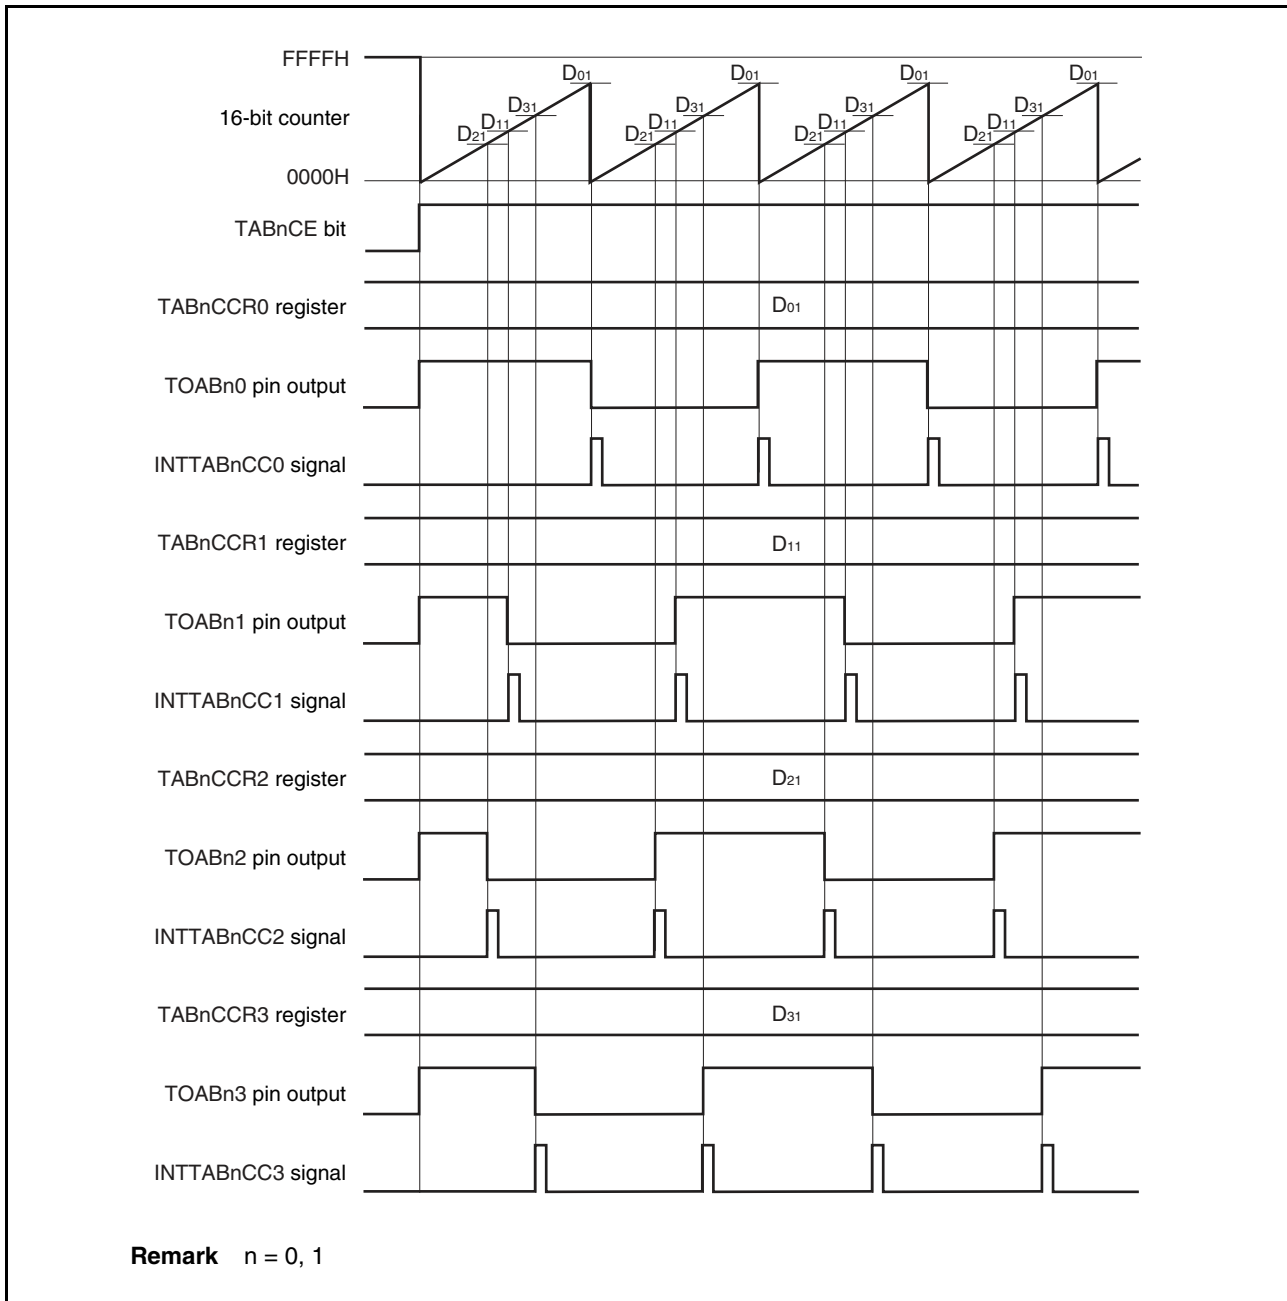 FFFFH
D01 D01 D01 D01
D31 D31 D31 D31
16-bit counter
D11 D11 D11 D11
D21 D21 D21 D21
0000H
TABnCE bit
TABnCCR0 register D01
TOABn0 pin output
INTTABnCC0 signal
TABnCCR1 register D11
TOABn1 pin output
INTTABnCC1 signal
TABnCCR2 register D21
TOABn2 pin output
INTTABnCC2 signal
TABnCCR3 register D31
TOABn3 pin output
INTTABnCC3 signal
Remark n = 0, 1